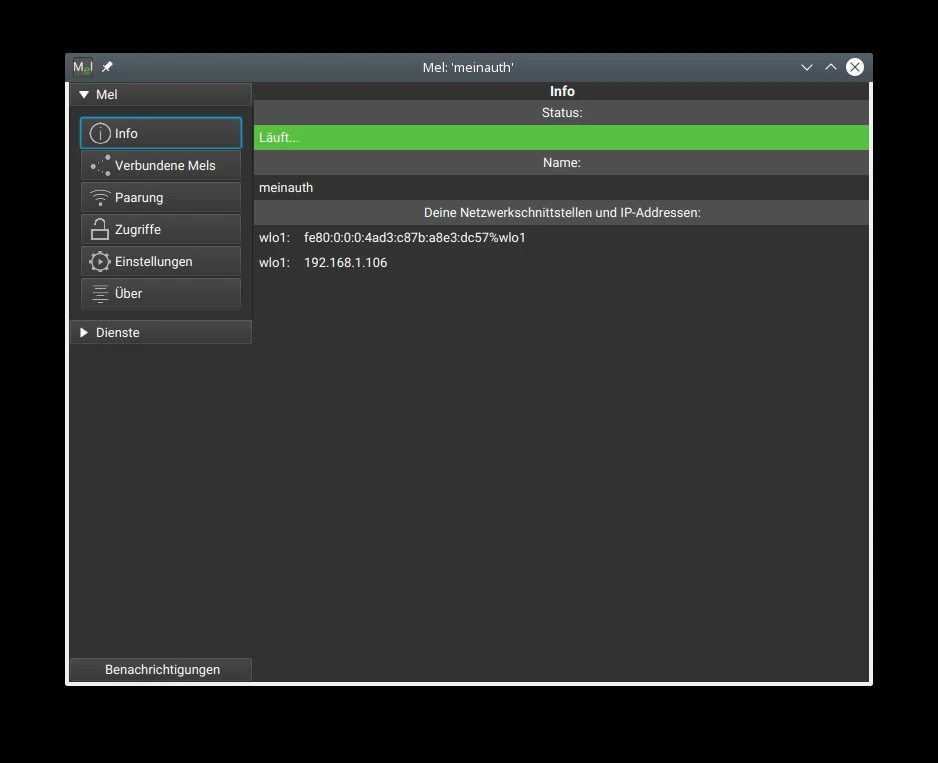 Mel
Mel: 'meinauth'
Mel
Info
Verbundene Mels
Paarung
Zugriffe
Einstellungen
Über
Dienste
Benachrichtigungen
Info
Status:
Läuft...
Name:
meinauth
Deine Netzwerkschnittstellen und IP-Addressen:
wlo1: fe80:0:0:0:4ad3:c87b:a8e3:dc57%wlo1
wlo1: 192.168.1.106